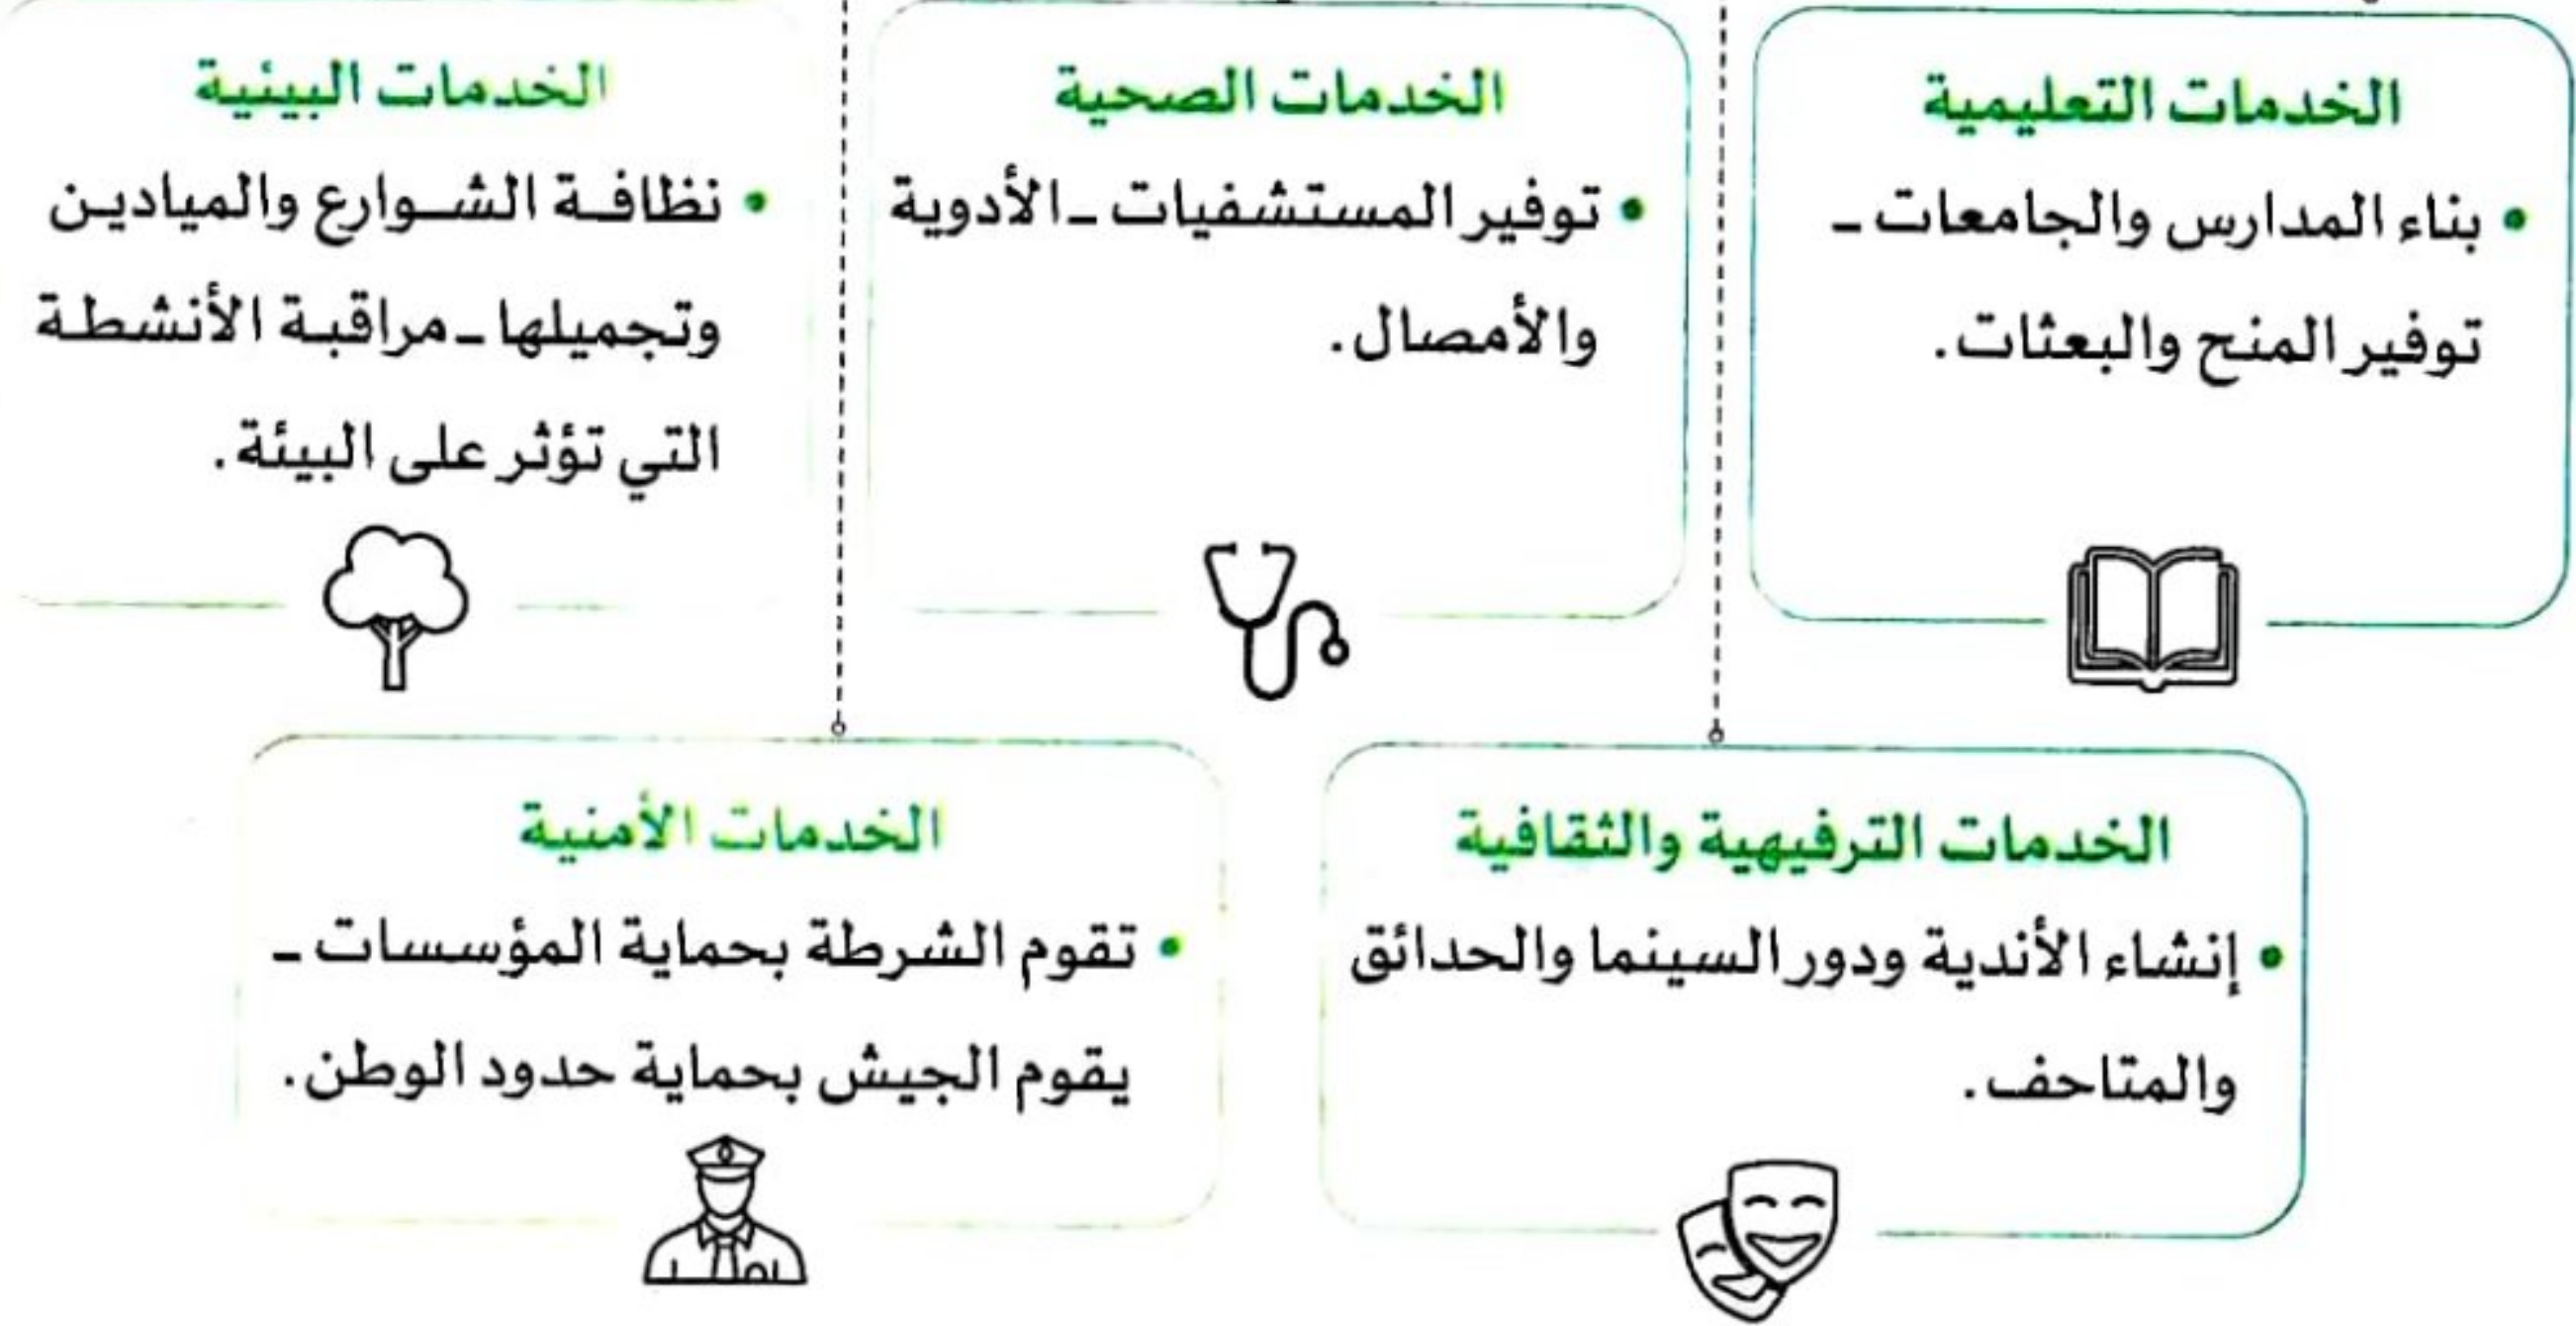 الخدمات التعليمية
• بناء المدارس والجامعات ـ
توفير المنح والبعثات.
الخدمات الصحية
• توفير المستشفيات ـ الأدوية
والأمصال.
الخدمات البيئية
• نظافة الشوارع والميادين
وتجميلها ـ مراقبة الأنشطة
التي تؤثر على البيئة.
الخدمات الترفيهية والثقافية
• إنشاء الأندية ودور السينما والحدائق
والمتاحف.
الخدمات الأمنية
• تقوم الشرطة بحماية المؤسسات ـ
يقوم الجيش بحماية حدود الوطن.